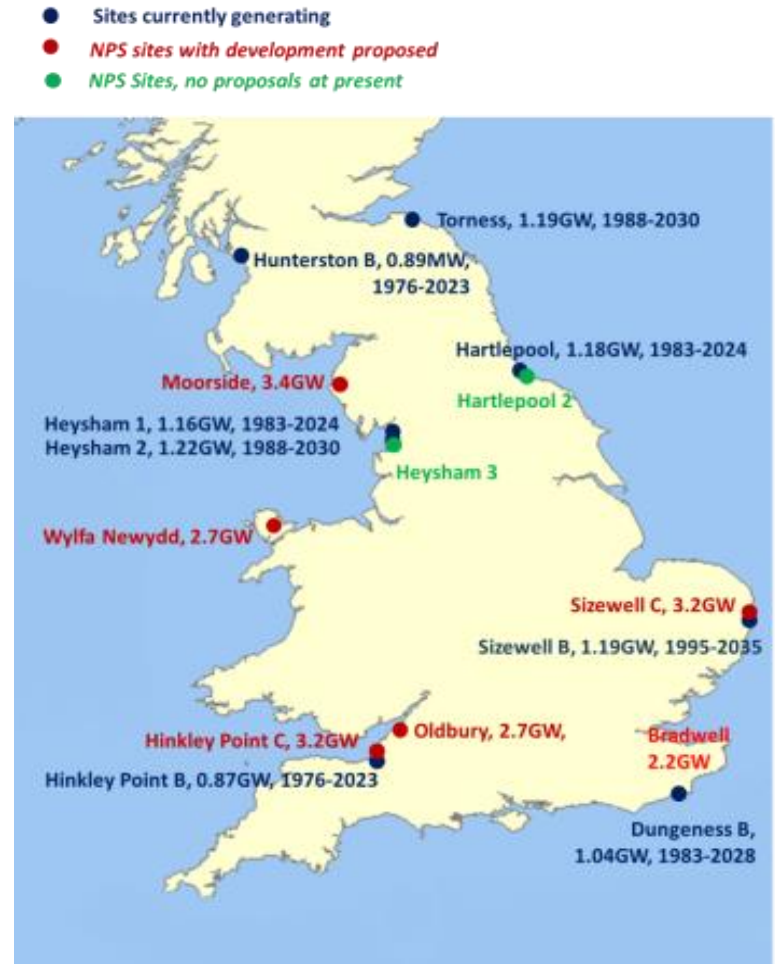 Sites currently generating
NPS sites with development proposed
NPS Sites, no proposals at present
Torness, 1.19GW, 1988-2030
Hunterston B, 0.89MW,
1976-2023
Hartlepool, 1.18GW, 1983-2024
Moorside, 3.4GW
Hartlepool 2
Heysham 1, 1.16GW, 1983-2024
Heysham 2, 1.22GW, 1988-2030
Heysham 3
Wylfa Newydd, 2.7GW
Sizewell C, 3.2GW
Sizewell B, 1.19GW, 1995-2035
Oldbury, 2.7GW,
Hinkley Point C, 3.2GW
Bradwell
2.2GW
Hinkley Point B, 0.87GW, 1976-2023
Dungeness B,
1.04GW, 1983-2028